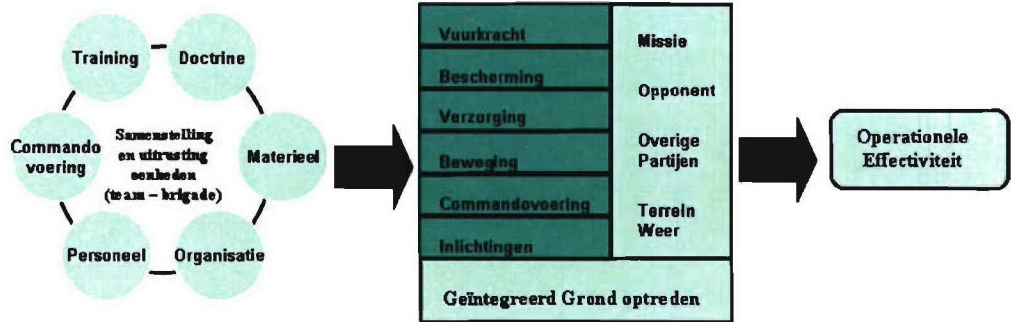 Training
Doctrine
Commando
voering
Samenstelling
en uitrusting
eenheden
(team – brigade)
Materieel
Personeel
Organisatie
Vuurkracht
Bescherming
Verzorging
Beweging
Commandovoering
Inlichtingen
Missie
Opponent
Overige
Partijen
Terrein
Weer
Geïntegreerd Grond optreden
Operationele
Effectiviteit